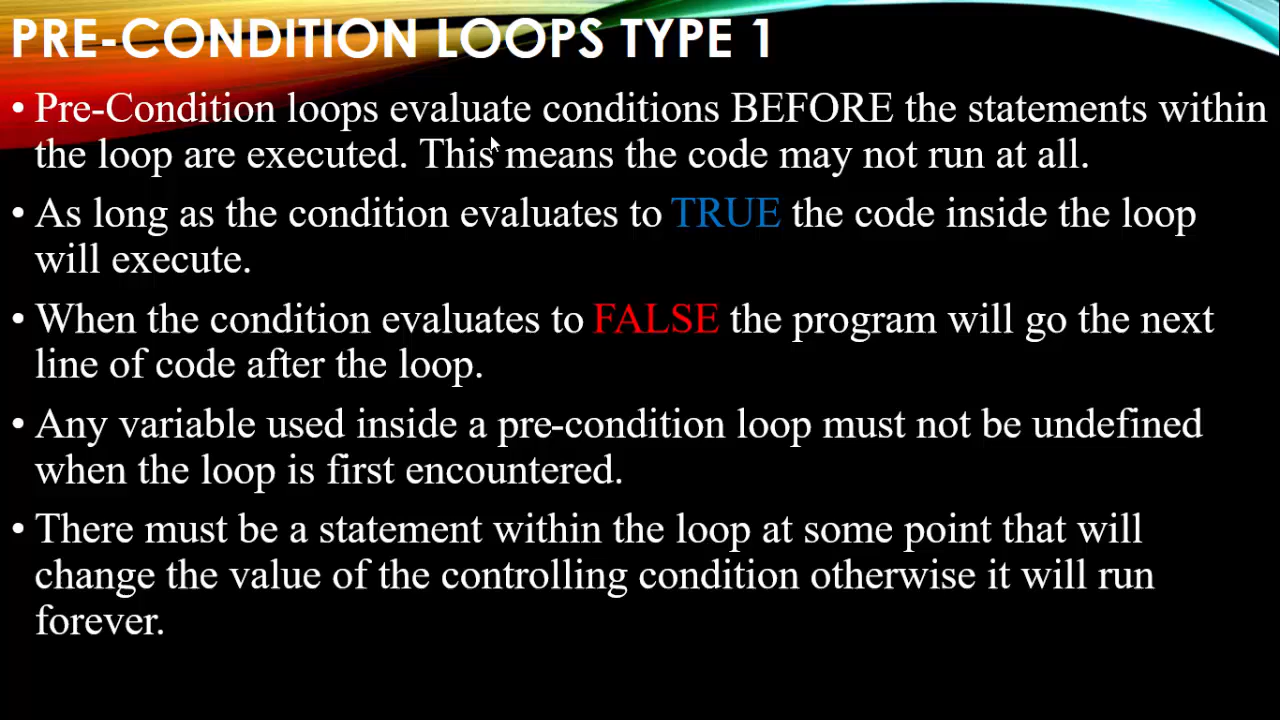 PRE-CONDITION LOOPS TYPE 1
• Pre-Condition loops evaluate conditions BEFORE the statements within
the loop are executed. This means the code may not run at all.
• As long as the condition evaluates to TRUE the code inside the loop
will execute.
• When the condition evaluates to FALSE the program will go the next
line of code after the loop.
• Any variable used inside a pre-condition loop must not be undefined
when the loop is first encountered.
• There must be a statement within the loop at some point that will
change the value of the controlling condition otherwise it will run
forever.